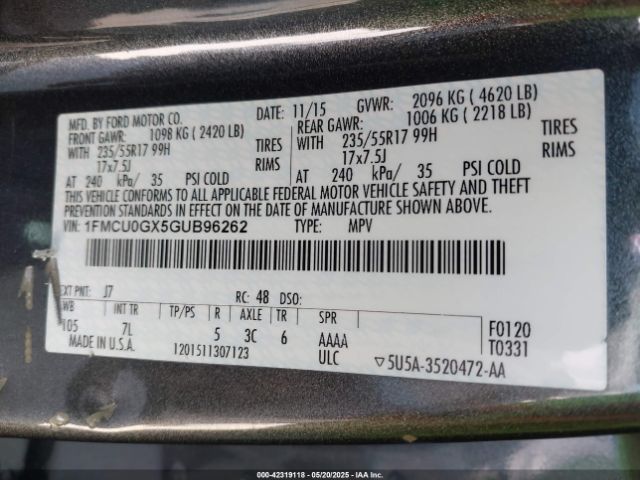 MFD. BY FORD MOTOR CO.
DATE: 11/15 GVWR: 2096 KG ( 4620 LB)
FRONT GAWR: 1098 KG ( 2420 LB) REAR GAWR: 1006 KG ( 2218 LB)
WITH 235/55R17 99H TIRES WITH 235/55R17 99H TIRES
17x7.5J RIMS 17x7.5J RIMS
AT 240 kPa/ 35 PSI COLD AT 240 kPa/ 35 PSI COLD
THIS VEHICLE CONFORMS TO ALL APPLICABLE FEDERAL MOTOR VEHICLE SAFETY AND THEFT
PREVENTION STANDARDS IN EFFECT ON THE DATE OF MANUFACTURE SHOWN ABOVE.
VIN: 1FMCU0GX5GUB96262 TYPE: MPV
EXT PNT: J7 RC: 48 DSO:
WB INT TR TP/PS R AXLE TR SPR
105 7L 5 3C 6 AAAA
F0120
MADE IN U.S.A. 1201511307123 ULC ▽5U5A-3520472-AA
T0331
000-42319118 - 05/20/2025 - IAA Inc.